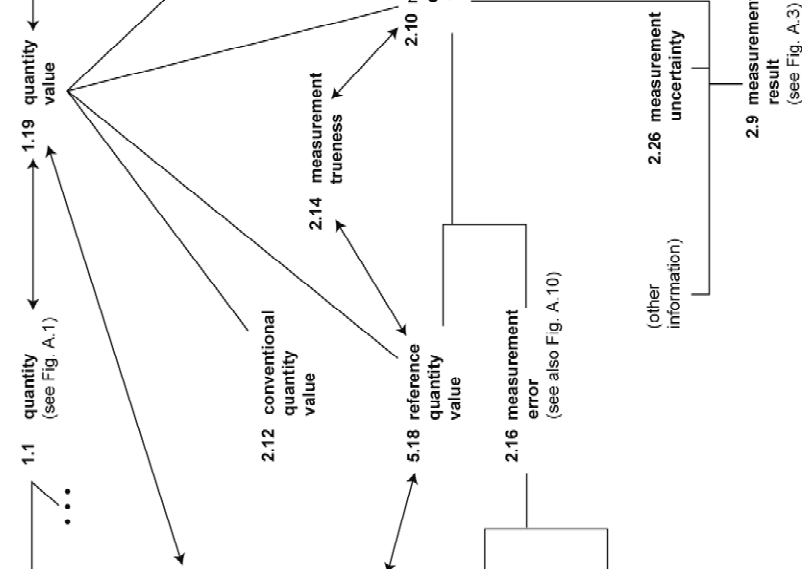 1.19 quantity
value
1.1 quantity
(see Fig. A.1)
2.14 measurement
trueness
2.12 conventional
quantity
value
2.10
5.18 reference
quantity
value
2.16 measurement
error
(see also Fig. A.10)
2.26 measurement
uncertainty
(other
information)
2.9 measurement
result
(see Fig. A.3)